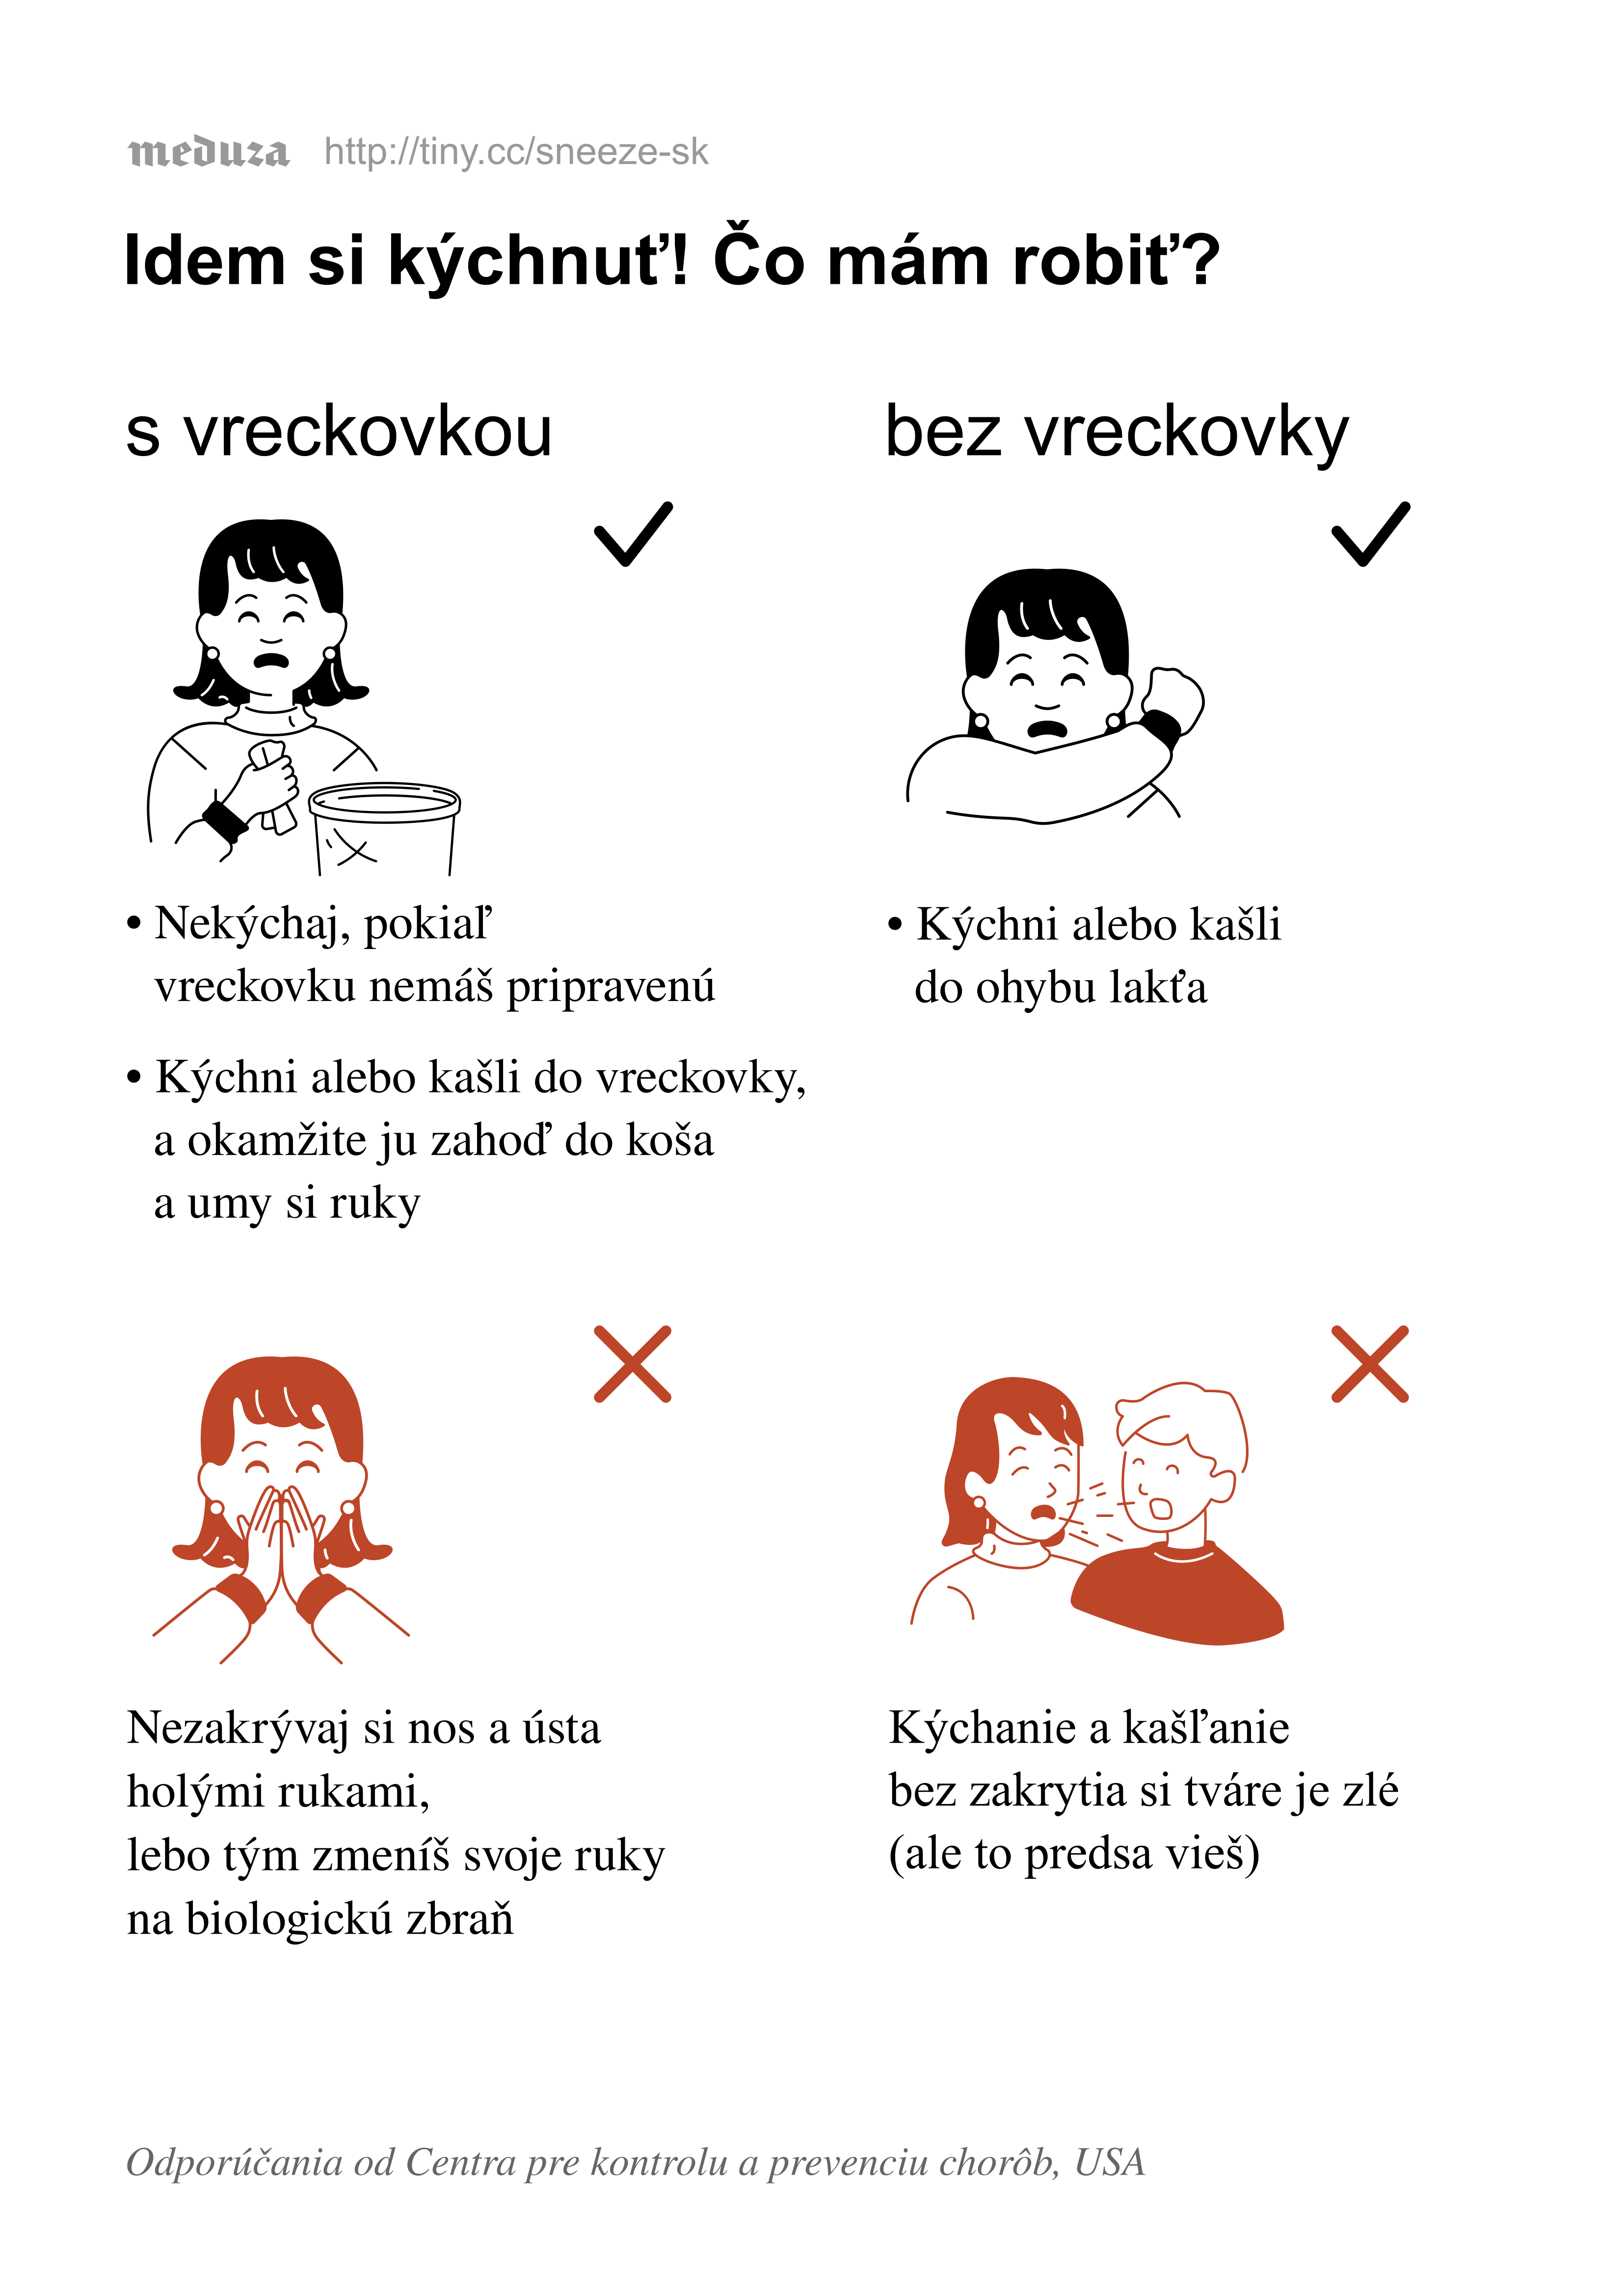 meduza http://tiny.cc/sneeze-sk
Idem si kýchnuť! Čo mám robiť?
s vreckovkou
• Nekýchaj, pokiaľ
vreckovku nemáš pripravenú
• Kýchni alebo kašli do vreckovky,
a okamžite ju zahoď do koša
a umy si ruky
bez vreckovky
• Kýchni alebo kašli
do ohybu lakťa
Nezakrývaj si nos a ústa
holými rukami,
lebo tým zmeníš svoje ruky
na biologickú zbraň
Kýchanie a kašľanie
bez zakrytia si tváre je zlé
(ale to predsa vieš)
Odporúčania od Centra pre kontrolu a prevenciu chorôb, USA